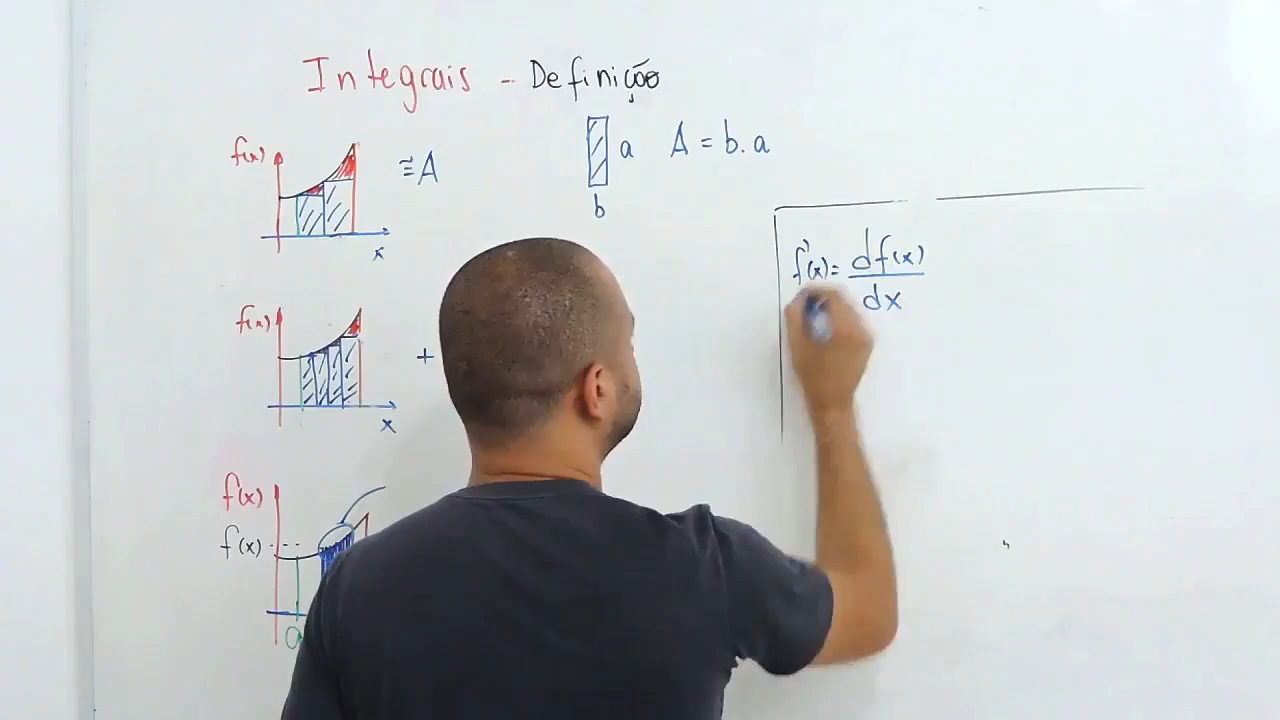 Integrais - Definição
f(x)
≅A
x
a
A = b.a
b
f'(x) = df(x)/dx
f(x)
+
x
f(x)
f(x)
a